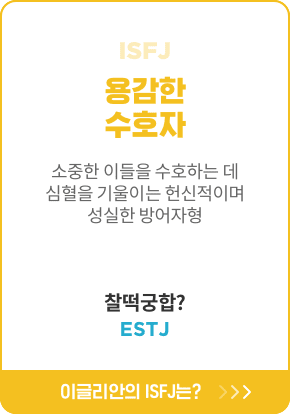 ISFJ
용감한
수호자
소중한 이들을 수호하는 데
심혈을 기울이는 헌신적이며
성실한 방어자형
찰떡궁합?
ESTJ
이글리안의 ISFJ는?